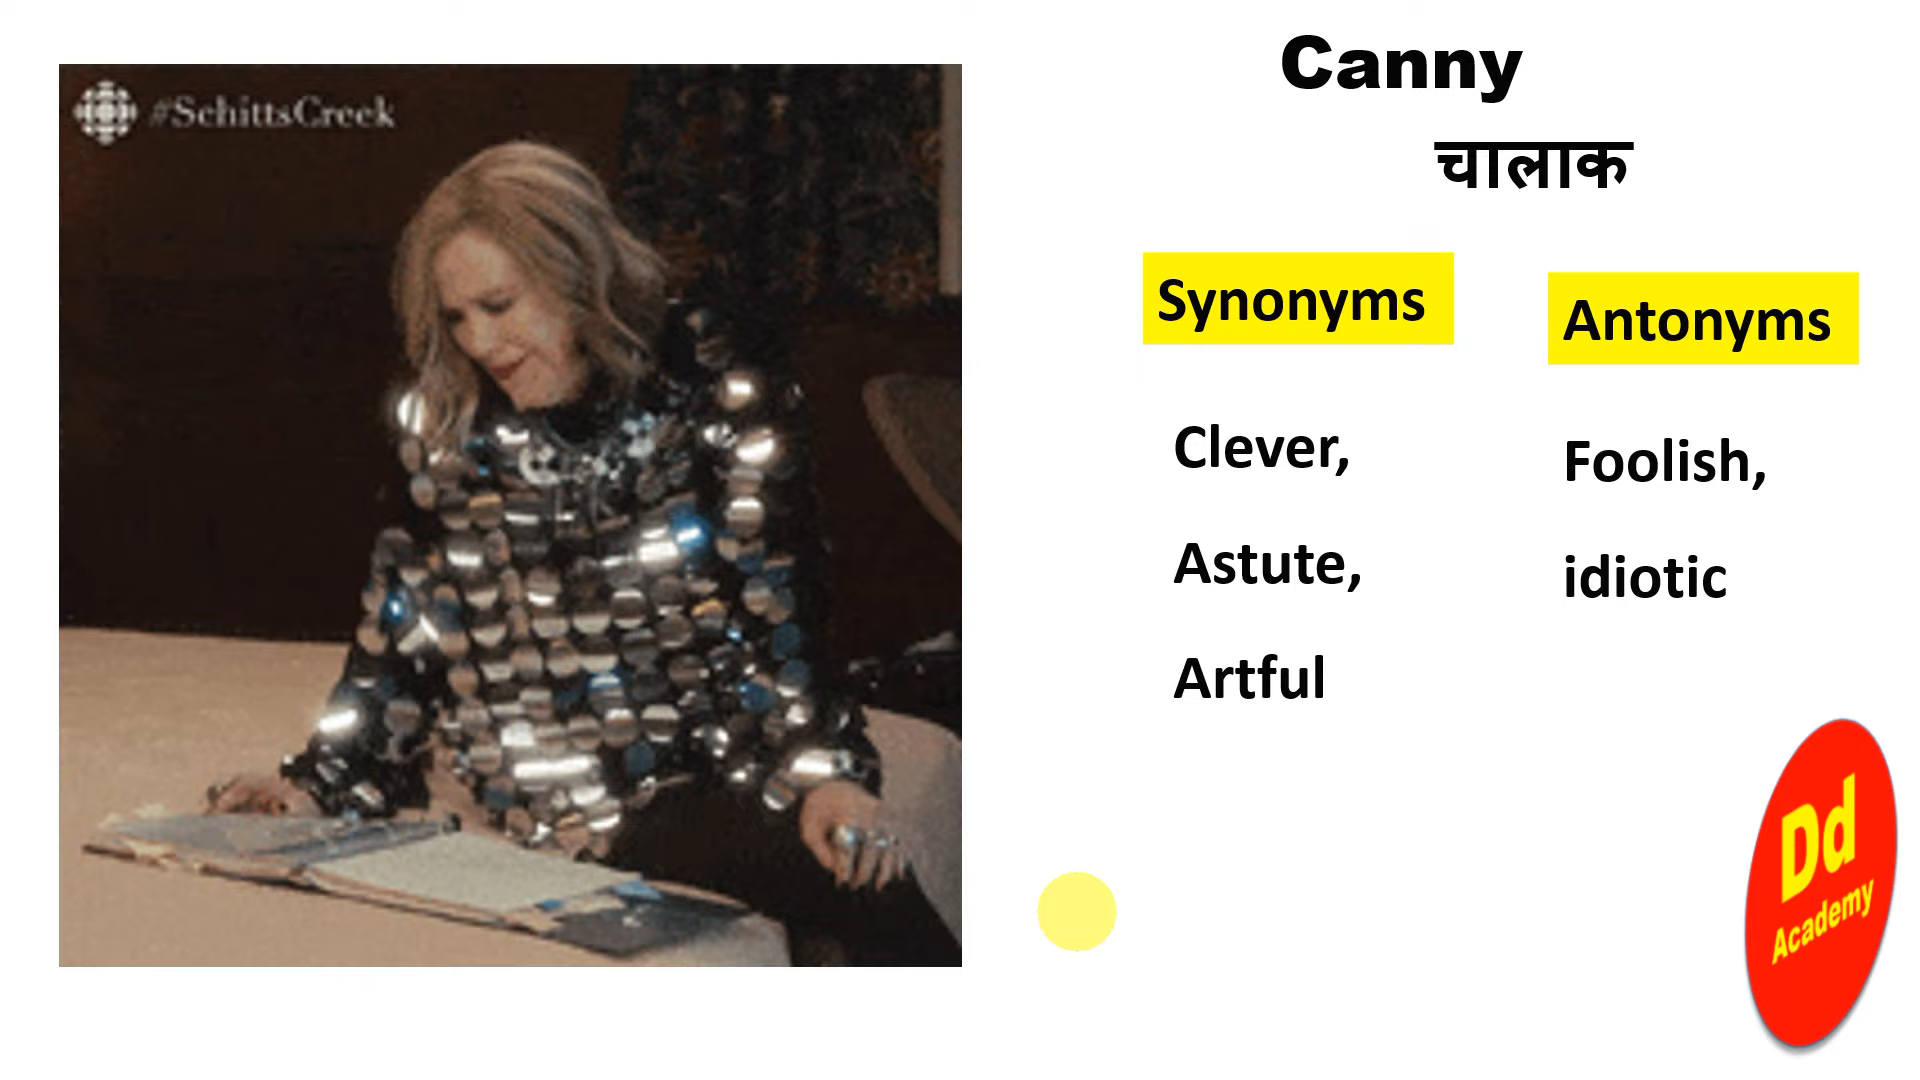 #SchittsCreek
Canny
चालाक
Synonyms
Clever,
Astute,
Artful
Antonyms
Foolish,
idiotic
Dd
Academy